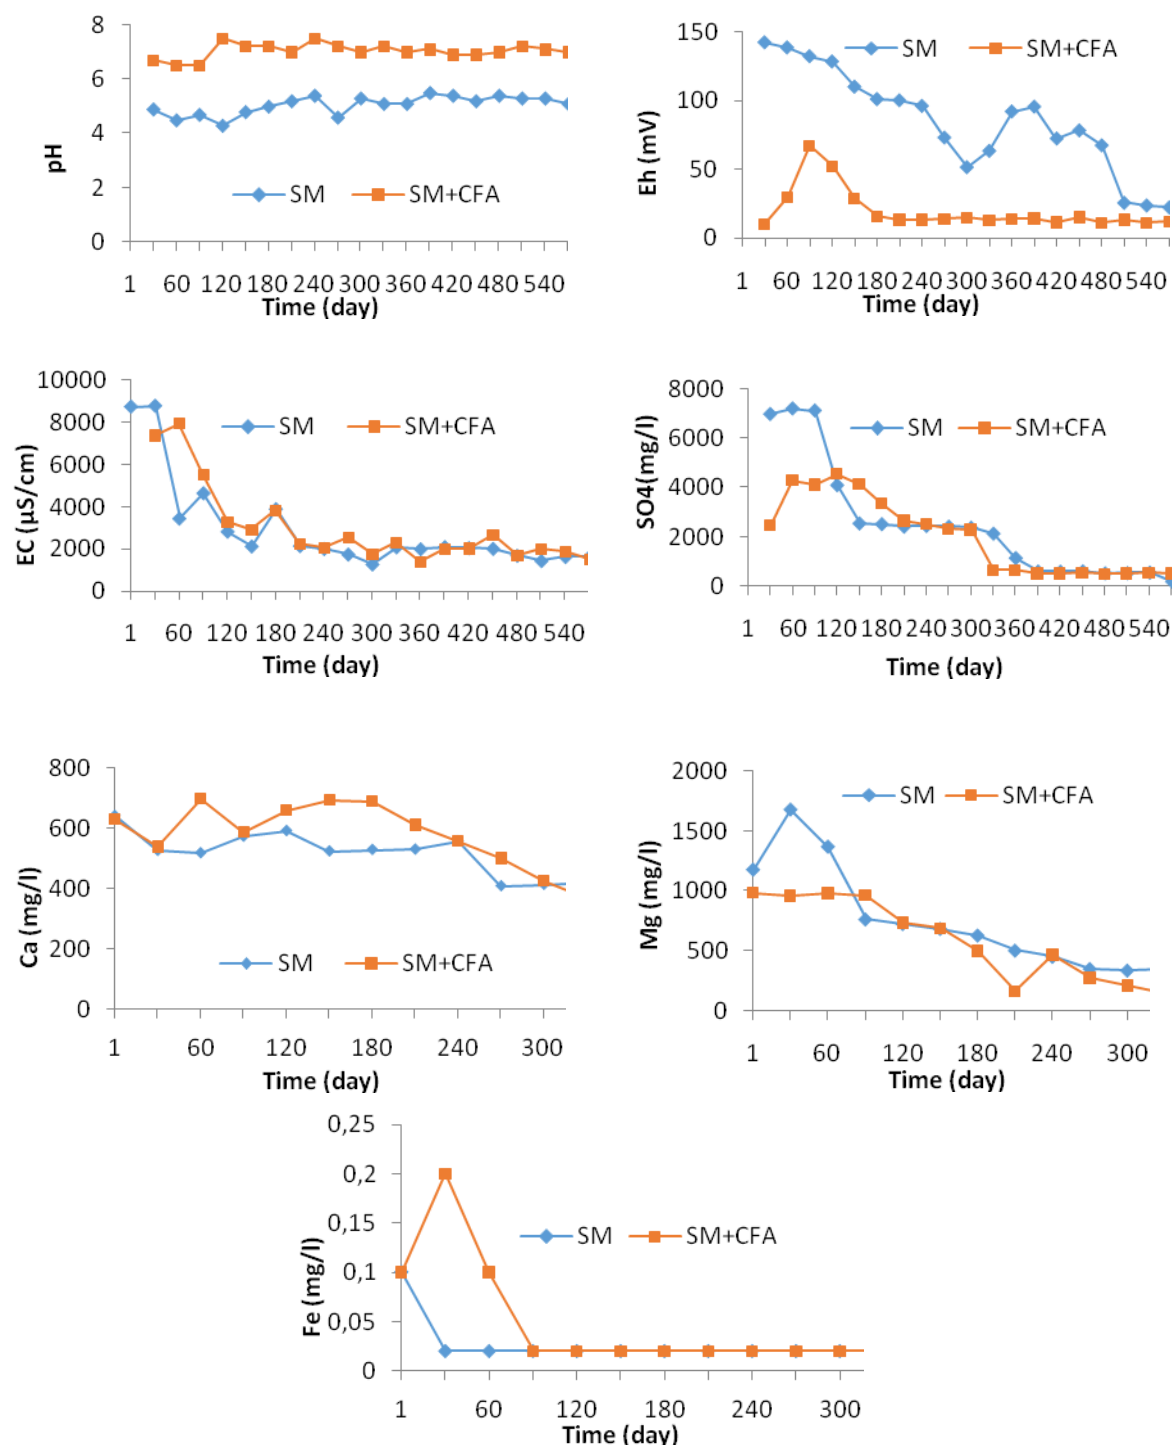 8
6
4
2
0
pH
SM
SM+CFA
1 60 120 180 240 300 360 420 480 540
Time (day)
150
100
50
0
Eh (mV)
SM
SM+CFA
1 60 120 180 240 300 360 420 480 540
Time (day)
10000
8000
6000
4000
2000
0
EC (µS/cm)
SM
SM+CFA
1 60 120 180 240 300 360 420 480 540
Time (day)
8000
6000
4000
2000
0
SO4(mg/l)
SM
SM+CFA
1 60 120 180 240 300 360 420 480 540
Time (day)
800
600
400
200
0
Ca (mg/l)
SM
SM+CFA
1 60 120 180 240 300
Time (day)
2000
1500
1000
500
0
Mg (mg/l)
SM
SM+CFA
1 60 120 180 240 300
Time (day)
0,25
0,2
0,15
0,1
0,05
0
Fe (mg/l)
SM
SM+CFA
1 60 120 180 240 300
Time (day)